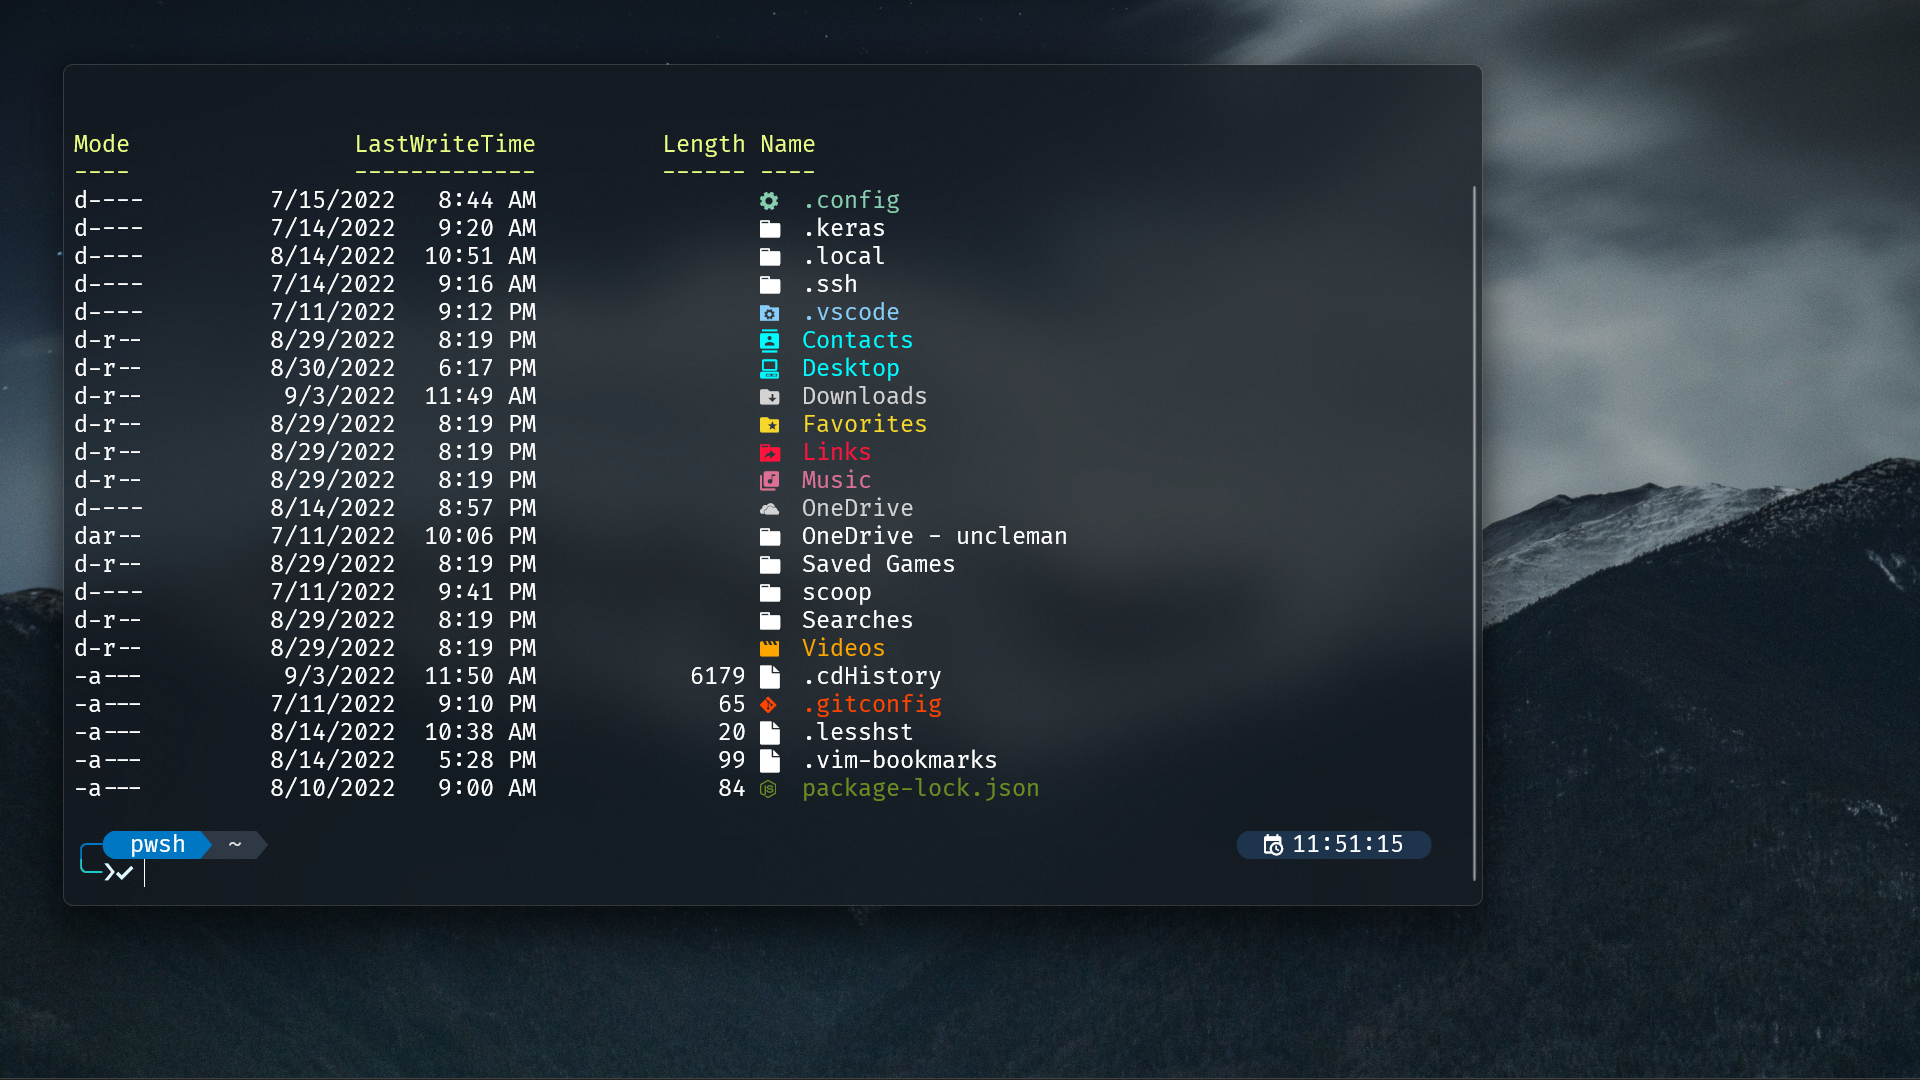 Mode LastWriteTime Length Name
---- ------------- ------ ----
d---- 7/15/2022 8:44 AM .config
d---- 7/14/2022 9:20 AM .keras
d---- 8/14/2022 10:51 AM .local
d---- 7/14/2022 9:16 AM .ssh
d---- 7/11/2022 9:12 PM .vscode
d-r-- 8/29/2022 8:19 PM Contacts
d-r-- 8/30/2022 6:17 PM Desktop
d-r-- 9/3/2022 11:49 AM Downloads
d-r-- 8/29/2022 8:19 PM Favorites
d-r-- 8/29/2022 8:19 PM Links
d-r-- 8/29/2022 8:19 PM Music
d---- 8/14/2022 8:57 PM OneDrive
dar-- 7/11/2022 10:06 PM OneDrive - uncleman
d-r-- 8/29/2022 8:19 PM Saved Games
d---- 7/11/2022 9:41 PM scoop
d-r-- 8/29/2022 8:19 PM Searches
d-r-- 8/29/2022 8:19 PM Videos
-a--- 9/3/2022 11:50 AM 6179 .cdHistory
-a--- 7/11/2022 9:10 PM 65 .gitconfig
-a--- 8/14/2022 10:38 AM 20 .lesshst
-a--- 8/14/2022 5:28 PM 99 .vim-bookmarks
-a--- 8/10/2022 9:00 AM 84 package-lock.json
pwsh ~ 11:51:15